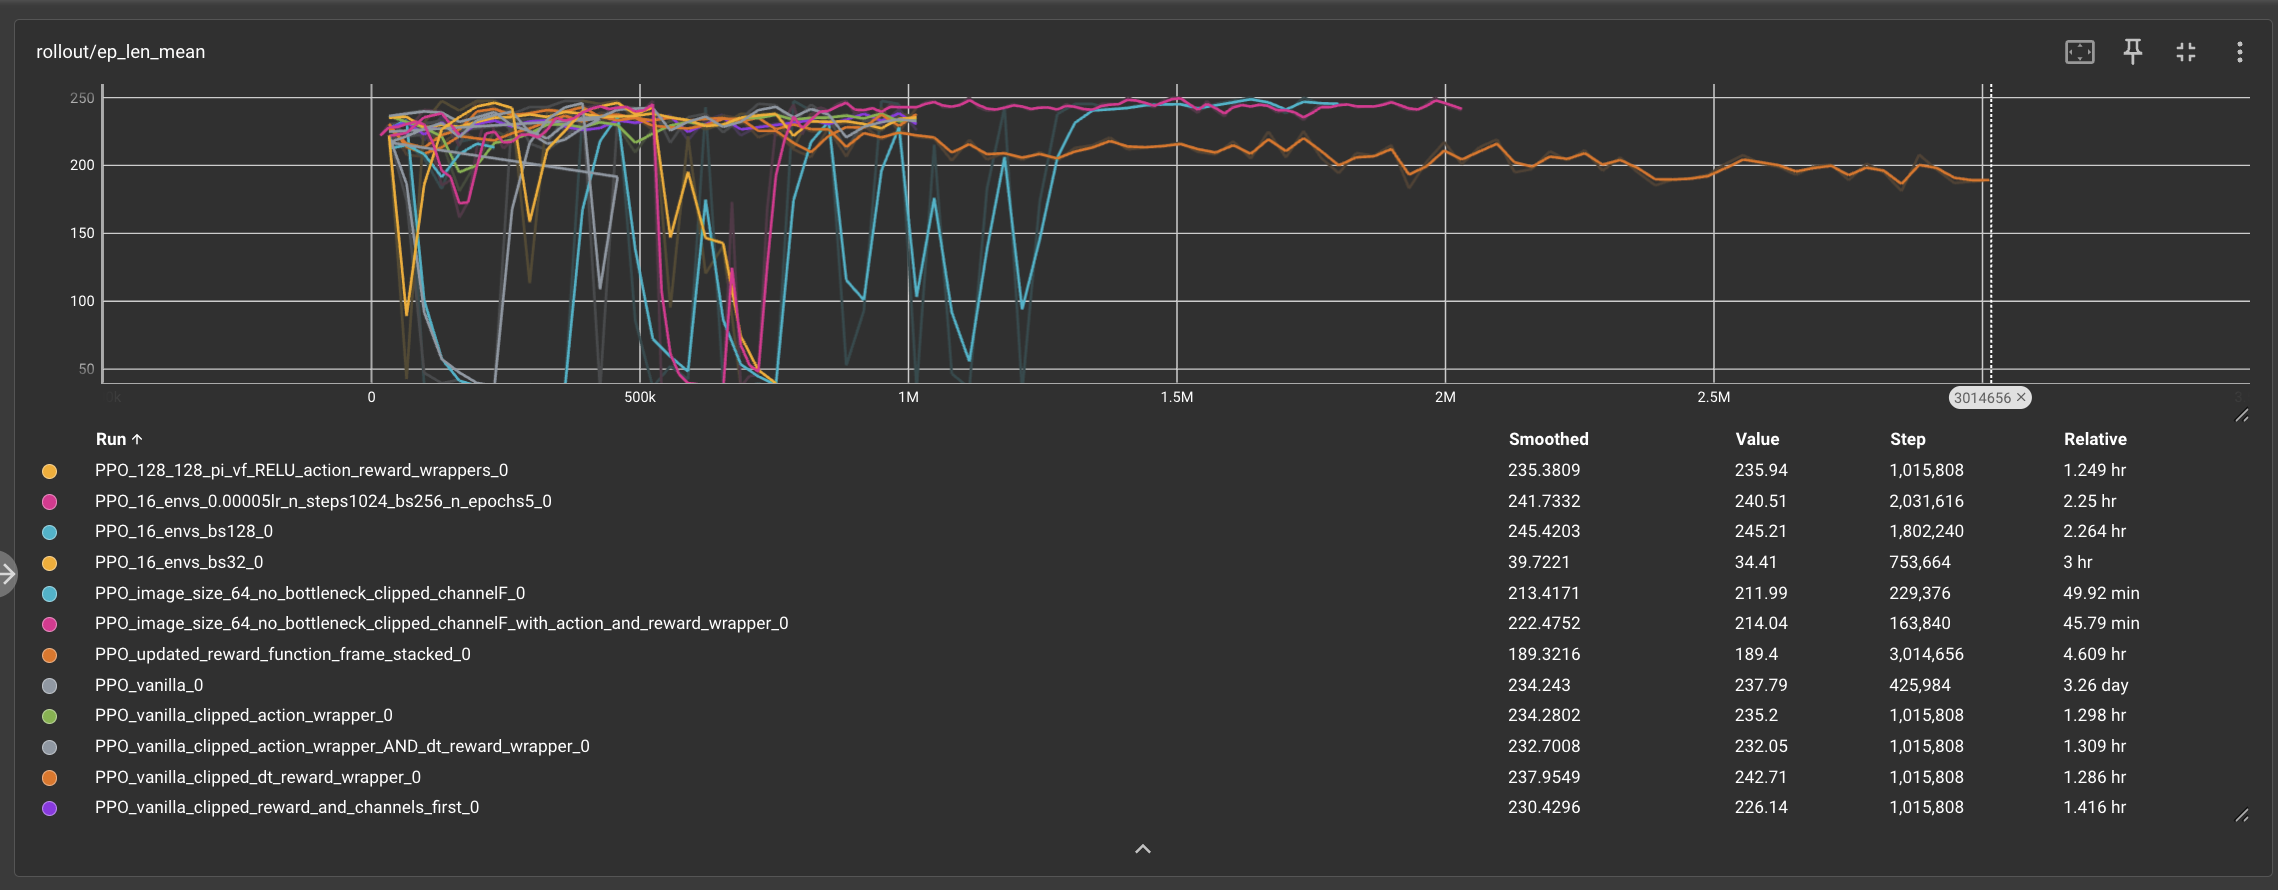 rollout/ep_len_mean
250
200
150
100
50
0 500k 1M 1.5M 2M 2.5M 3014656 ×
Run ↑ Smoothed Value Step Relative
PPO_128_128_pi_vf_RELU_action_reward_wrappers_0 235.3809 235.94 1,015,808 1.249 hr
PPO_16_envs_0.00005lr_n_steps1024_bs256_n_epochs5_0 241.7332 240.51 2,031,616 2.25 hr
PPO_16_envs_bs128_0 245.4203 245.21 1,802,240 2.264 hr
PPO_16_envs_bs32_0 39.7221 34.41 753,664 3 hr
PPO_image_size_64_no_bottleneck_clipped_channelF_0 213.4171 211.99 229,376 49.92 min
PPO_image_size_64_no_bottleneck_clipped_channelF_with_action_and_reward_wrapper_0 222.4752 214.04 163,840 45.79 min
PPO_updated_reward_function_frame_stacked_0 189.3216 189.4 3,014,656 4.609 hr
PPO_vanilla_0 234.243 237.79 425,984 3.26 day
PPO_vanilla_clipped_action_wrapper_0 234.2802 235.2 1,015,808 1.298 hr
PPO_vanilla_clipped_action_wrapper_AND_dt_reward_wrapper_0 232.7008 232.05 1,015,808 1.309 hr
PPO_vanilla_clipped_dt_reward_wrapper_0 237.9549 242.71 1,015,808 1.286 hr
PPO_vanilla_clipped_reward_and_channels_first_0 230.4296 226.14 1,015,808 1.416 hr